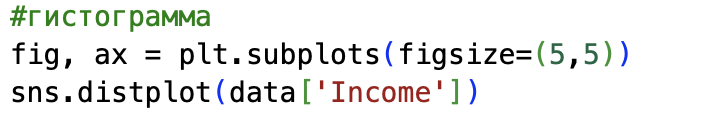 #гистограмма
fig, ax = plt.subplots(figsize=(5,5))
sns.distplot(data['Income'])